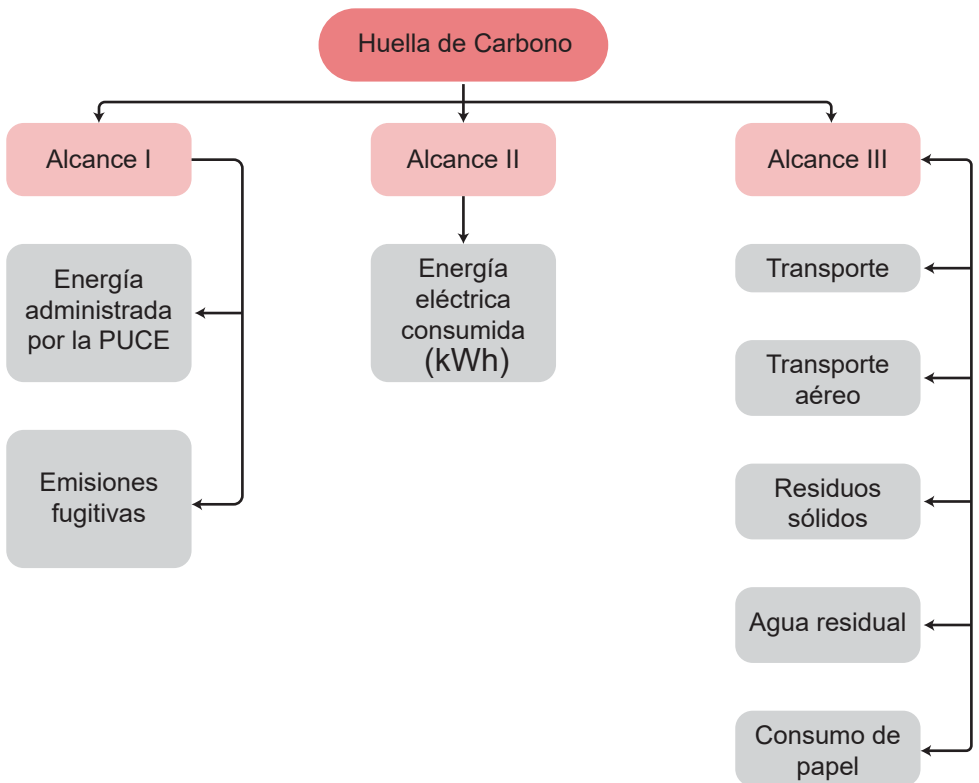 Huella de Carbono
Alcance I
Energía
administrada
por la PUCE
Emisiones
fugitivas
Alcance II
Energía
eléctrica
consumida
(kWh)
Alcance III
Transporte
Transporte
aéreo
Residuos
sólidos
Agua residual
Consumo de
papel